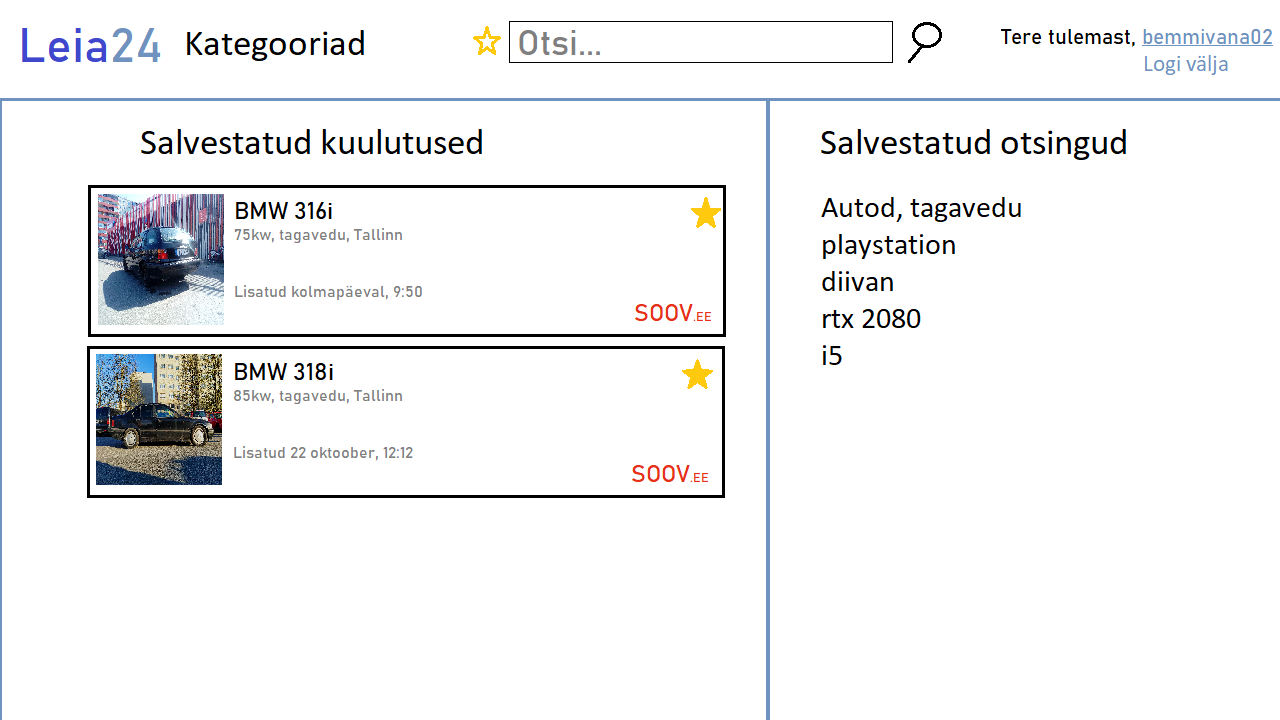 Leia24 Kategooriad Otsi... Tere tulemast, bemmivana02
Logi välja
Salvestatud kuulutused
BMW 316i
75kw, tagavedu, Tallinn
Lisatud kolmapäeval, 9:50
SOOV.EE
BMW 318i
85kw, tagavedu, Tallinn
Lisatud 22 oktoober, 12:12
SOOV.EE
Salvestatud otsingud
Autod, tagavedu
playstation
diivan
rtx 2080
i5